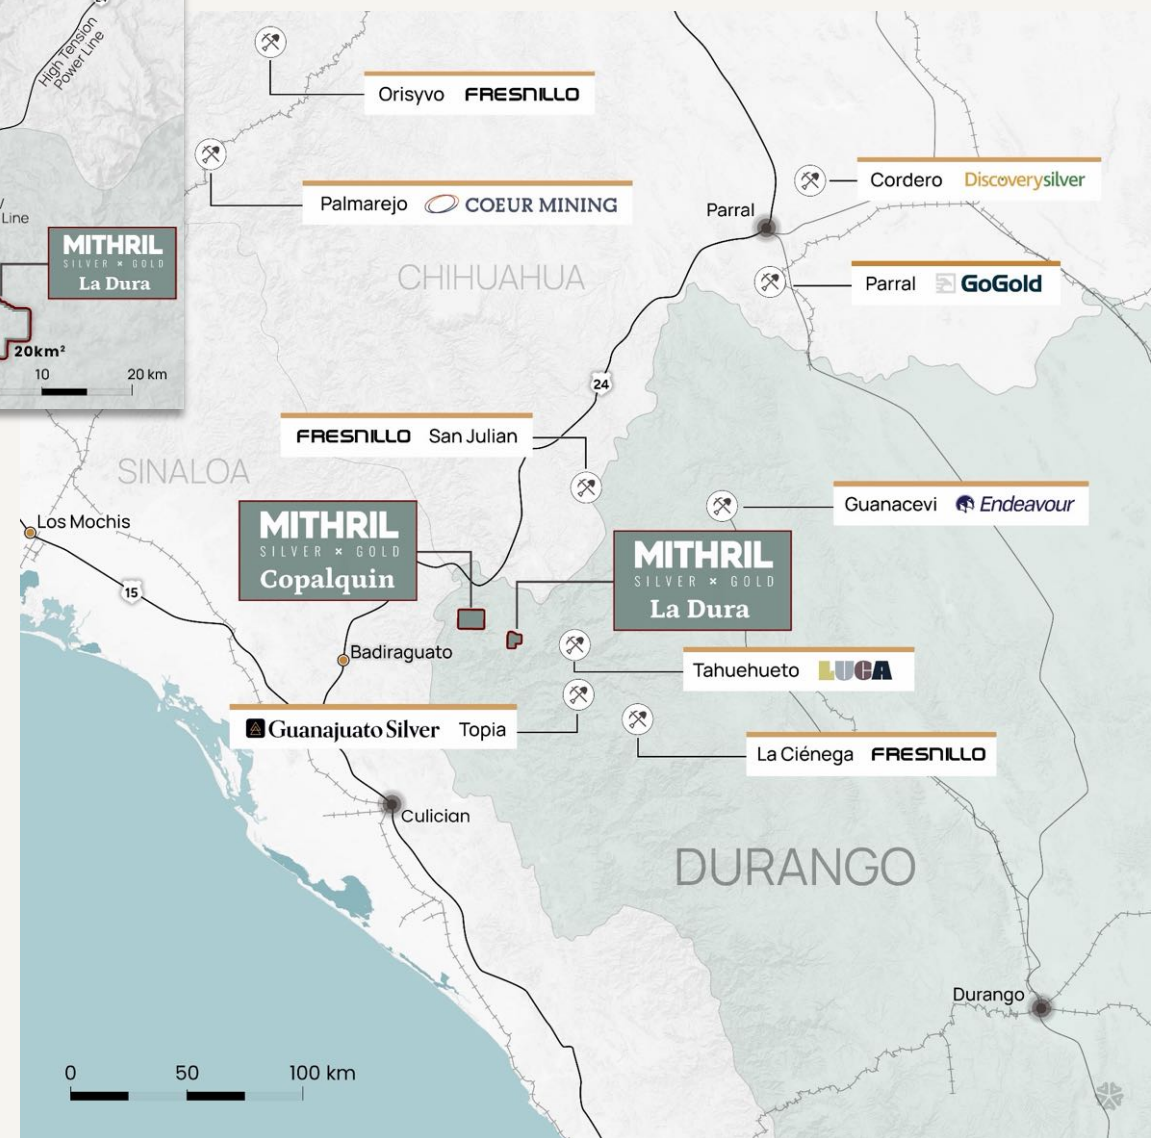 High Tension
Power Line
Line
MITHRIL
SILVER × GOLD
La Dura
20km²
10 20 km
Orisyvo FRESNILLO
Palmarejo COEUR MINING
Cordero Discoverysilver
Parral
Parral GoGold
CHIHUAHUA
24
FRESNILLO San Julian
SINALOA
Los Mochis
15
MITHRIL
SILVER × GOLD
Copalquin
Guanacevi Endeavour
MITHRIL
SILVER × GOLD
La Dura
Badiraguato
Tahuehueto LUCA
Guanajuato Silver Topia
La Ciénega FRESNILLO
Culician
DURANGO
Durango
0 50 100 km